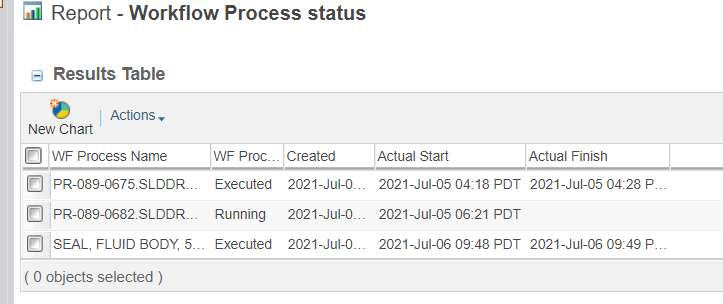 Report - Workflow Process status
Results Table
New Chart
Actions
WF Process Name WF Proc... Created Actual Start Actual Finish
PR-089-0675.SLDDR... Executed 2021-Jul-0... 2021-Jul-05 04:18 PDT 2021-Jul-05 04:28 P...
PR-089-0682.SLDDR... Running 2021-Jul-0... 2021-Jul-05 06:21 PDT
SEAL, FLUID BODY, 5... Executed 2021-Jul-0... 2021-Jul-06 09:48 PDT 2021-Jul-06 09:49 P...
( 0 objects selected )